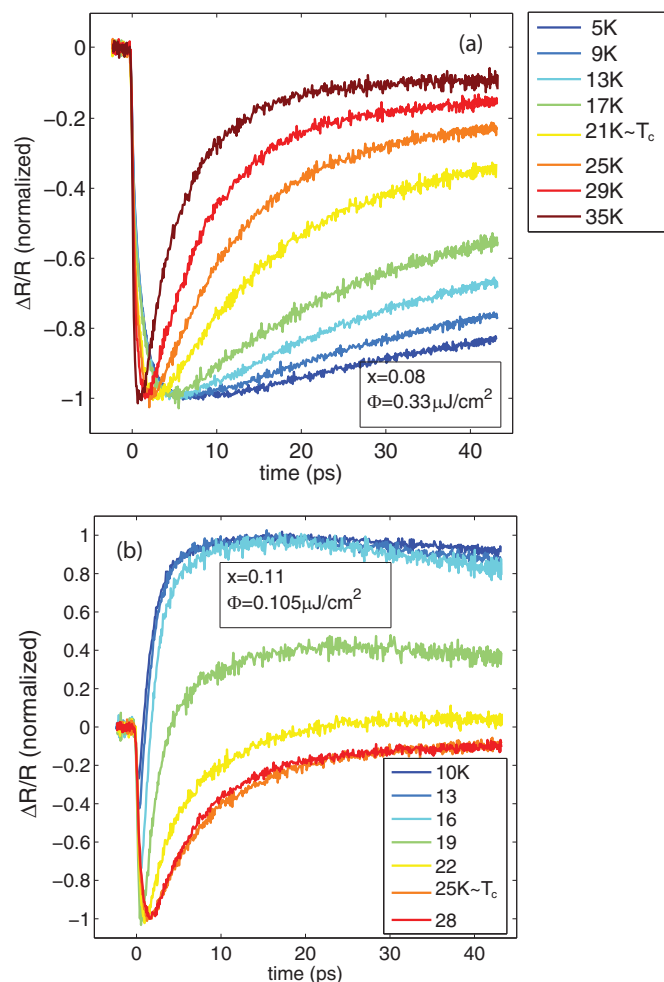 (a)
0
-0.2
-0.4
-0.6
-0.8
-1
ΔR/R (normalized)
0
10
20
30
40
time (ps)
x=0.08
Φ=0.33μJ/cm²
5K
9K
13K
17K
21K~Tc
25K
29K
35K
(b)
1
0.8
0.6
0.4
0.2
0
-0.2
-0.4
-0.6
-0.8
-1
ΔR/R (normalized)
x=0.11
Φ=0.105μJ/cm²
10K
13
16
19
22
25K~Tc
28
0
10
20
30
40
time (ps)